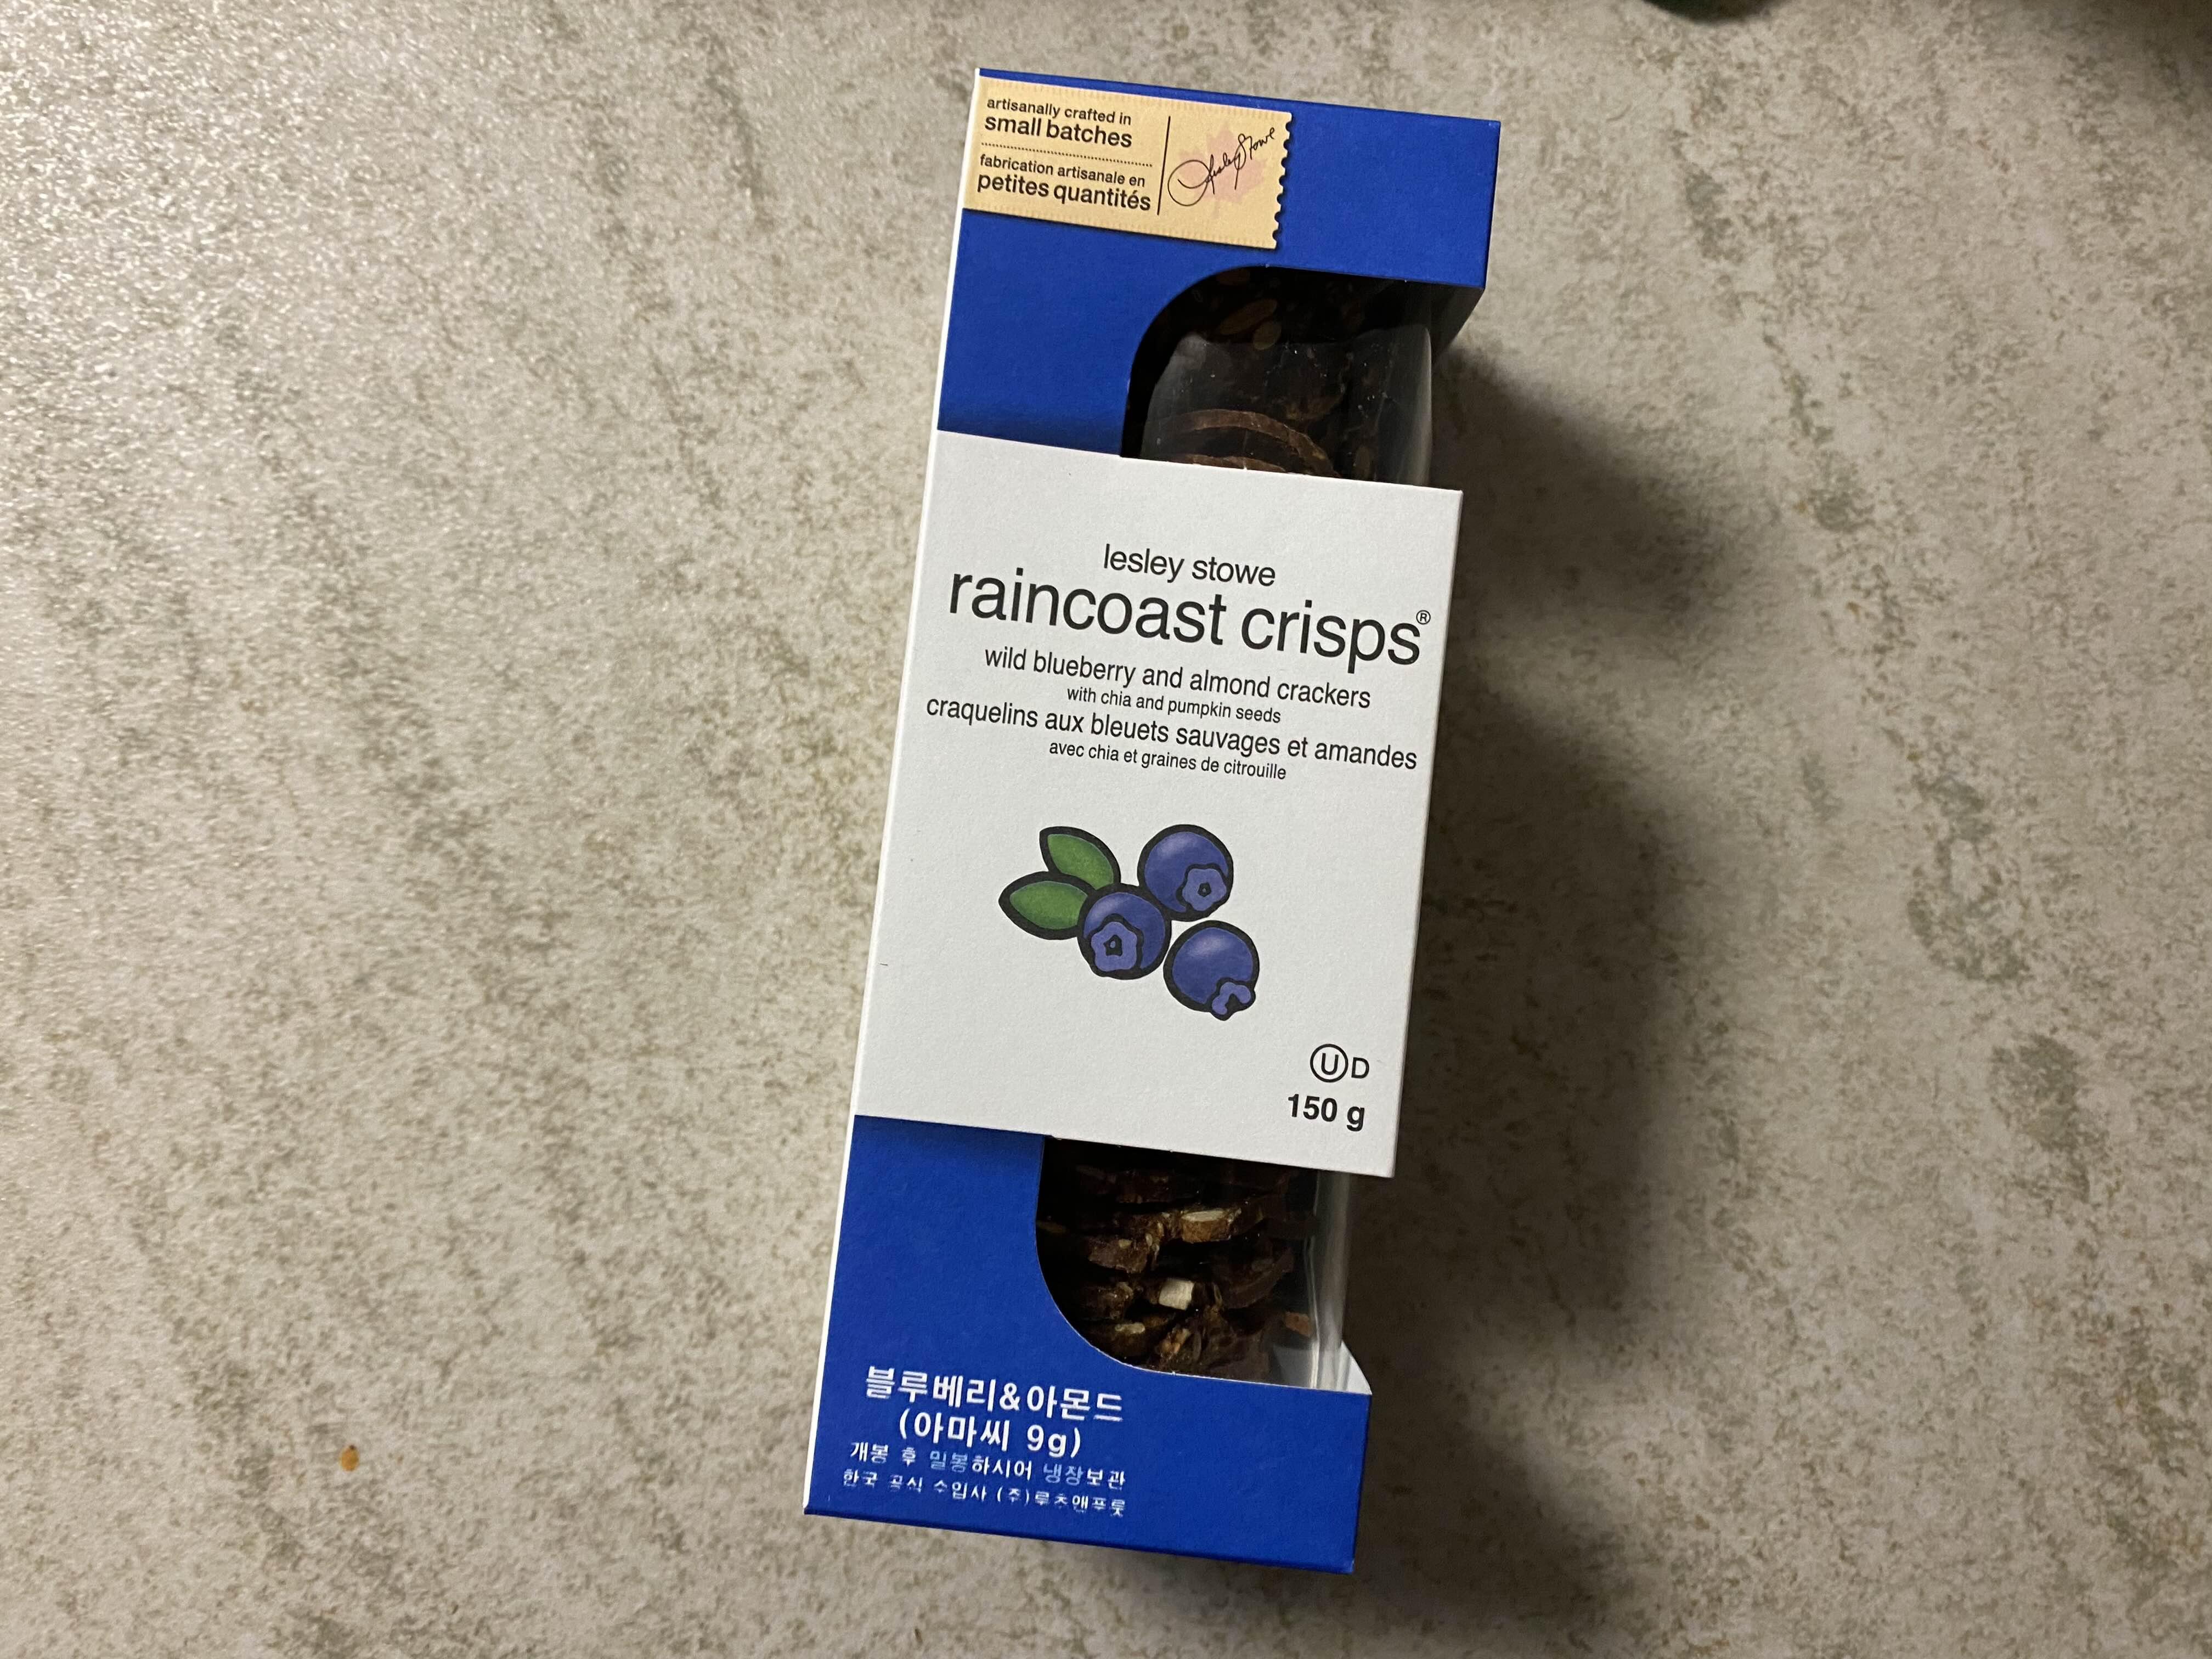 artisanally crafted in
small batches
fabrication artisanale en
petites quantités
Lesley Stowe
lesley stowe
raincoast crisps®
wild blueberry and almond crackers
with chia and pumpkin seeds
craquelins aux bleuets sauvages et amandes
avec chia et graines de citrouille
Ⓤ D
150 g
블루베리&아몬드
(아마씨 9g)
개봉 후 밀봉하시어 냉장보관
한국 공식 수입사 (주)루츠앤푸룻